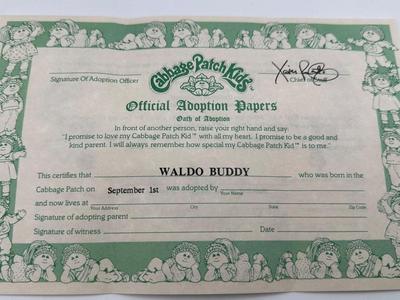 Cabbage Patch Kids™
Signature Of Adoption Officer
Chief of Staff
Official Adoption Papers
Oath of Adoption
In front of another person, raise your right hand and say:
"I promise to love my Cabbage Patch Kid™ with all my heart. I promise to be a good and
kind parent. I will always remember how special my Cabbage Patch Kid™ is to me."
This certifies that WALDO BUDDY who was born in the
Cabbage Patch on September 1st was adopted by
Your Name
and now lives at
Your Address City State Zip Code
Signature of adopting parent
Signature of witness Date